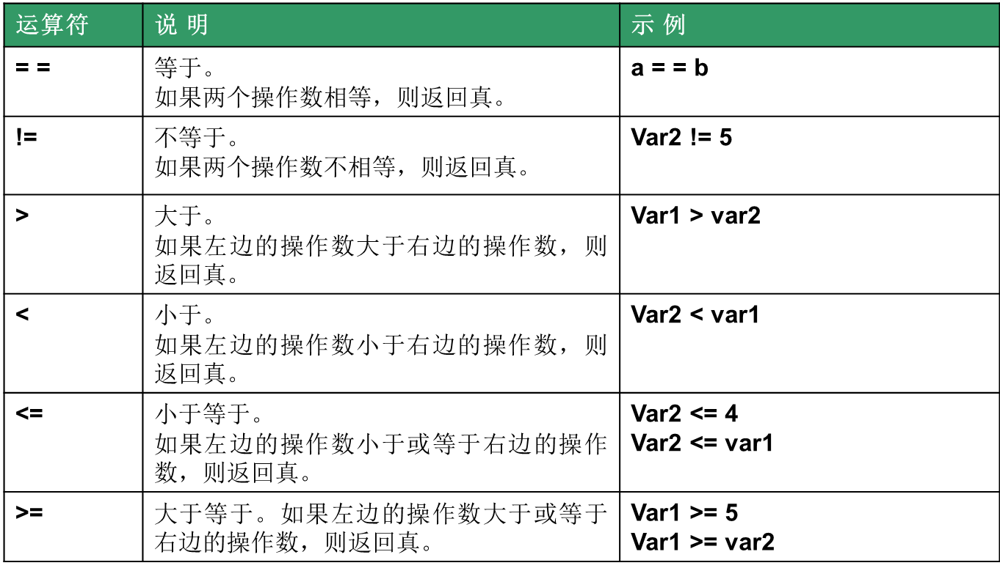 运算符 说 明 示 例
= = 等于。 a = = b
如果两个操作数相等，则返回真。
!= 不等于。 Var2 != 5
如果两个操作数不相等，则返回真。
> 大于。 Var1 > var2
如果左边的操作数大于右边的操作数，则
返回真。
< 小于。 Var2 < var1
如果左边的操作数小于右边的操作数，则
返回真。
<= 小于等于。 Var2 <= 4
如果左边的操作数小于或等于右边的操作 Var2 <= var1
数，则返回真。
>= 大于等于。如果左边的操作数大于或等于 Var1 >= 5
右边的操作数，则返回真。 Var1 >= var2